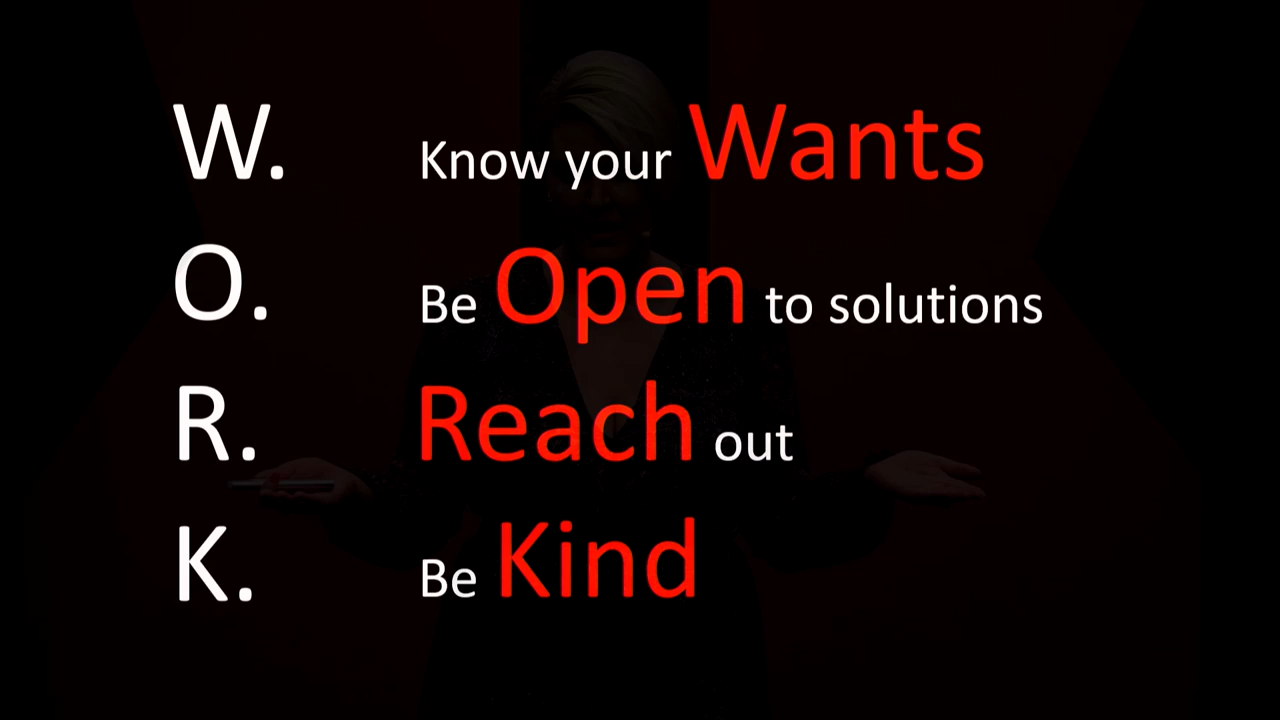 W. Know your Wants
O. Be Open to solutions
R. Reach out
K. Be Kind